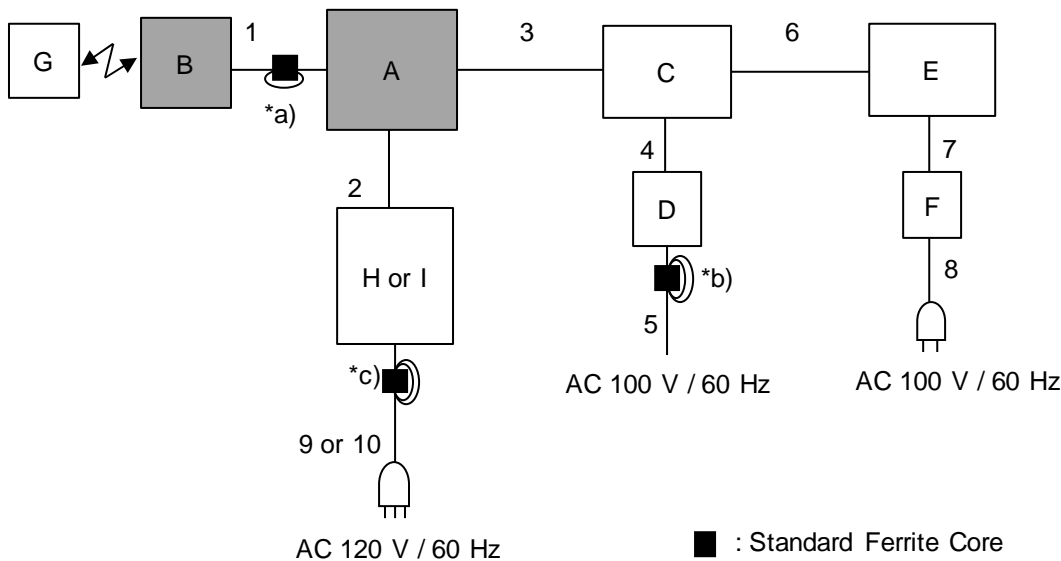 1
3
6
G
B
A
C
E
*a)
4
7
2
D
F
H or I
*b)
8
5
*c)
AC 100 V / 60 Hz
AC 100 V / 60 Hz
9 or 10
AC 120 V / 60 Hz
: Standard Ferrite Core